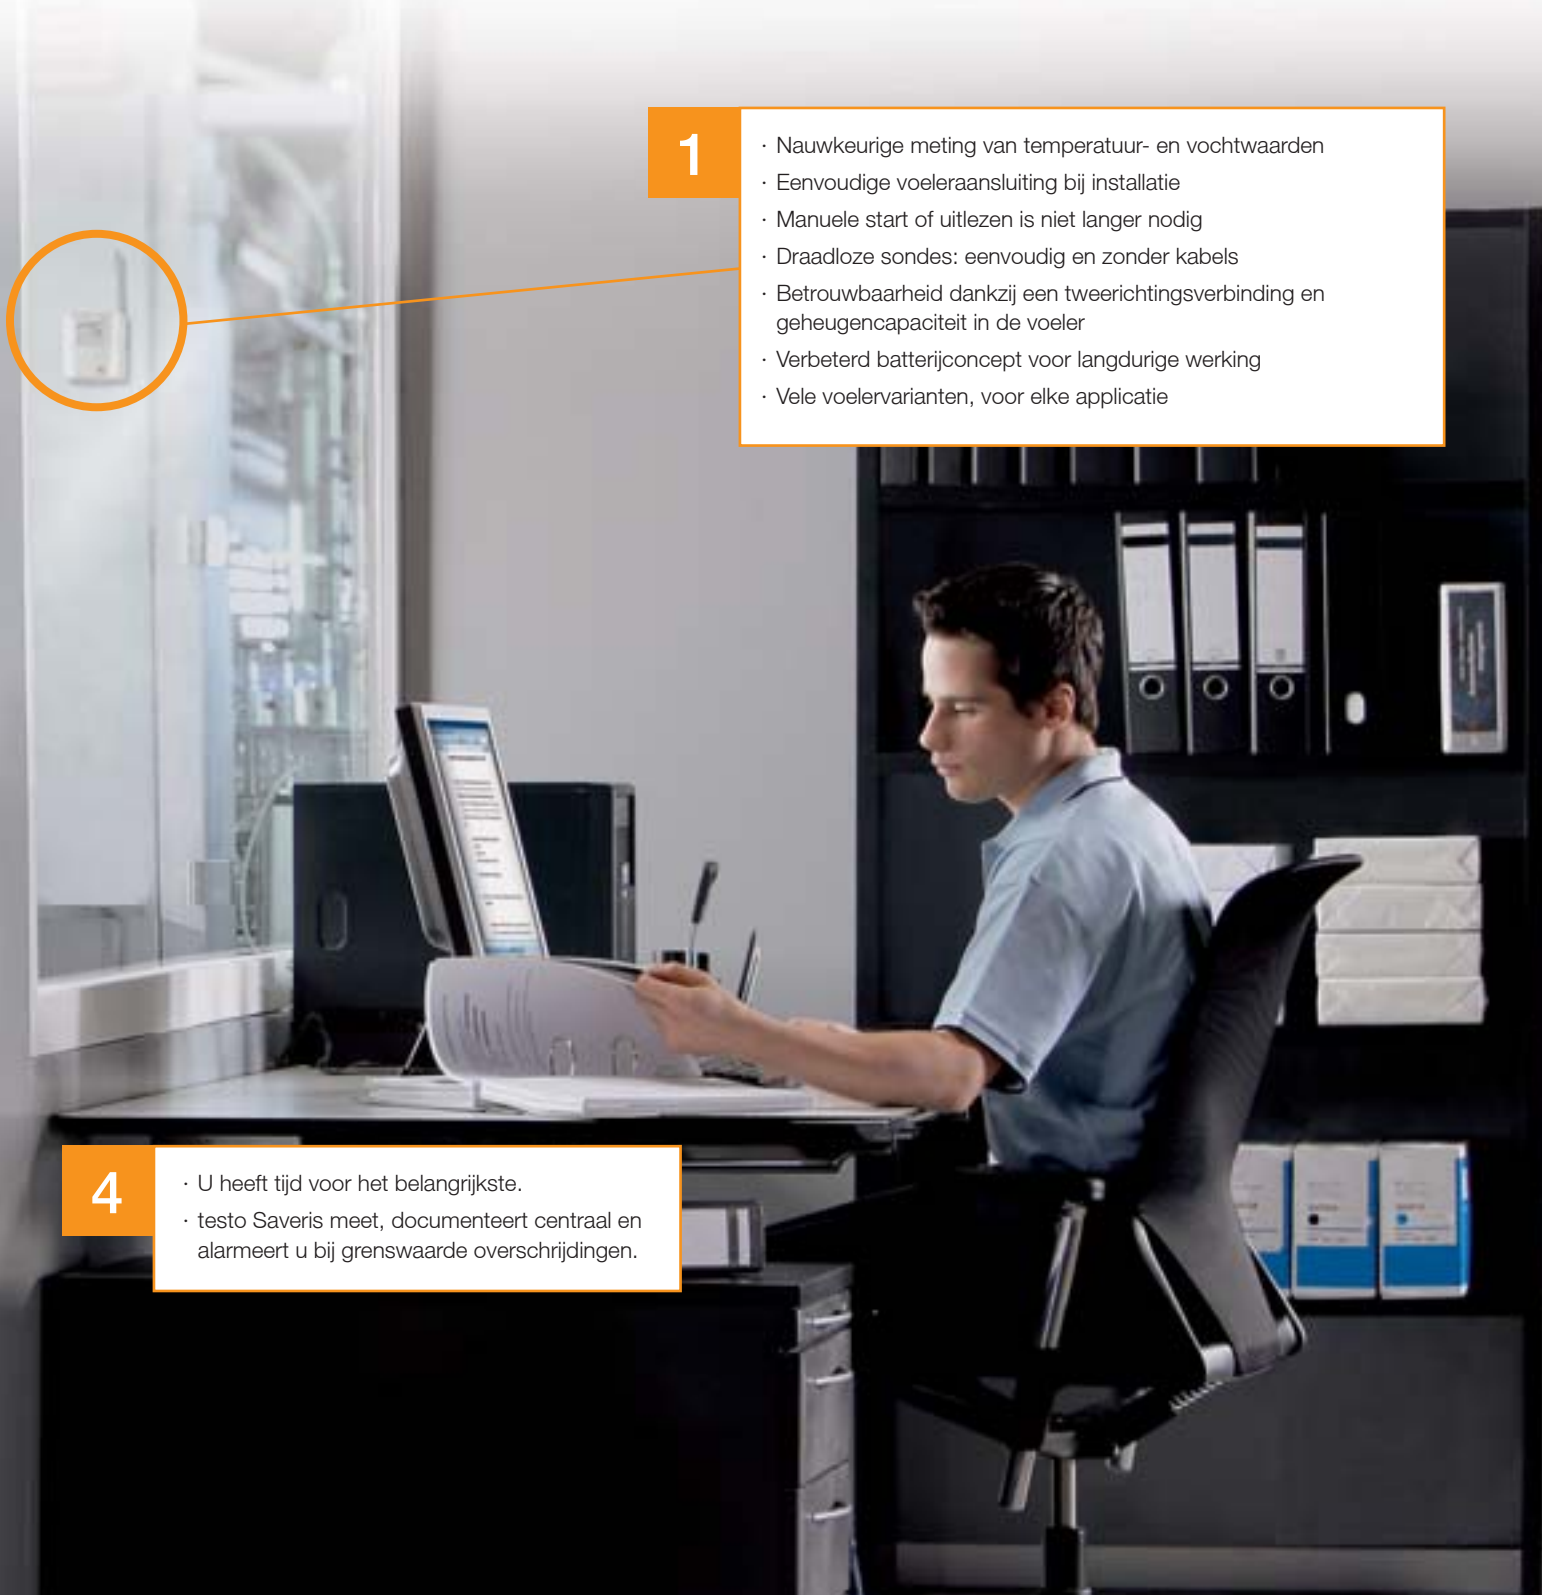 1
· Nauwkeurige meting van temperatuur- en vochtwaarden
· Eenvoudige voeleraansluiting bij installatie
· Manuele start of uitlezen is niet langer nodig
· Draadloze sondes: eenvoudig en zonder kabels
· Betrouwbaarheid dankzij een tweerichtingsverbinding en
geheugencapaciteit in de voeler
· Verbeterd batterijconcept voor langdurige werking
· Vele voelervarianten, voor elke applicatie
4
· U heeft tijd voor het belangrijkste.
· testo Saveris meet, documenteert centraal en
alarmeert u bij grenswaarde overschrijdingen.